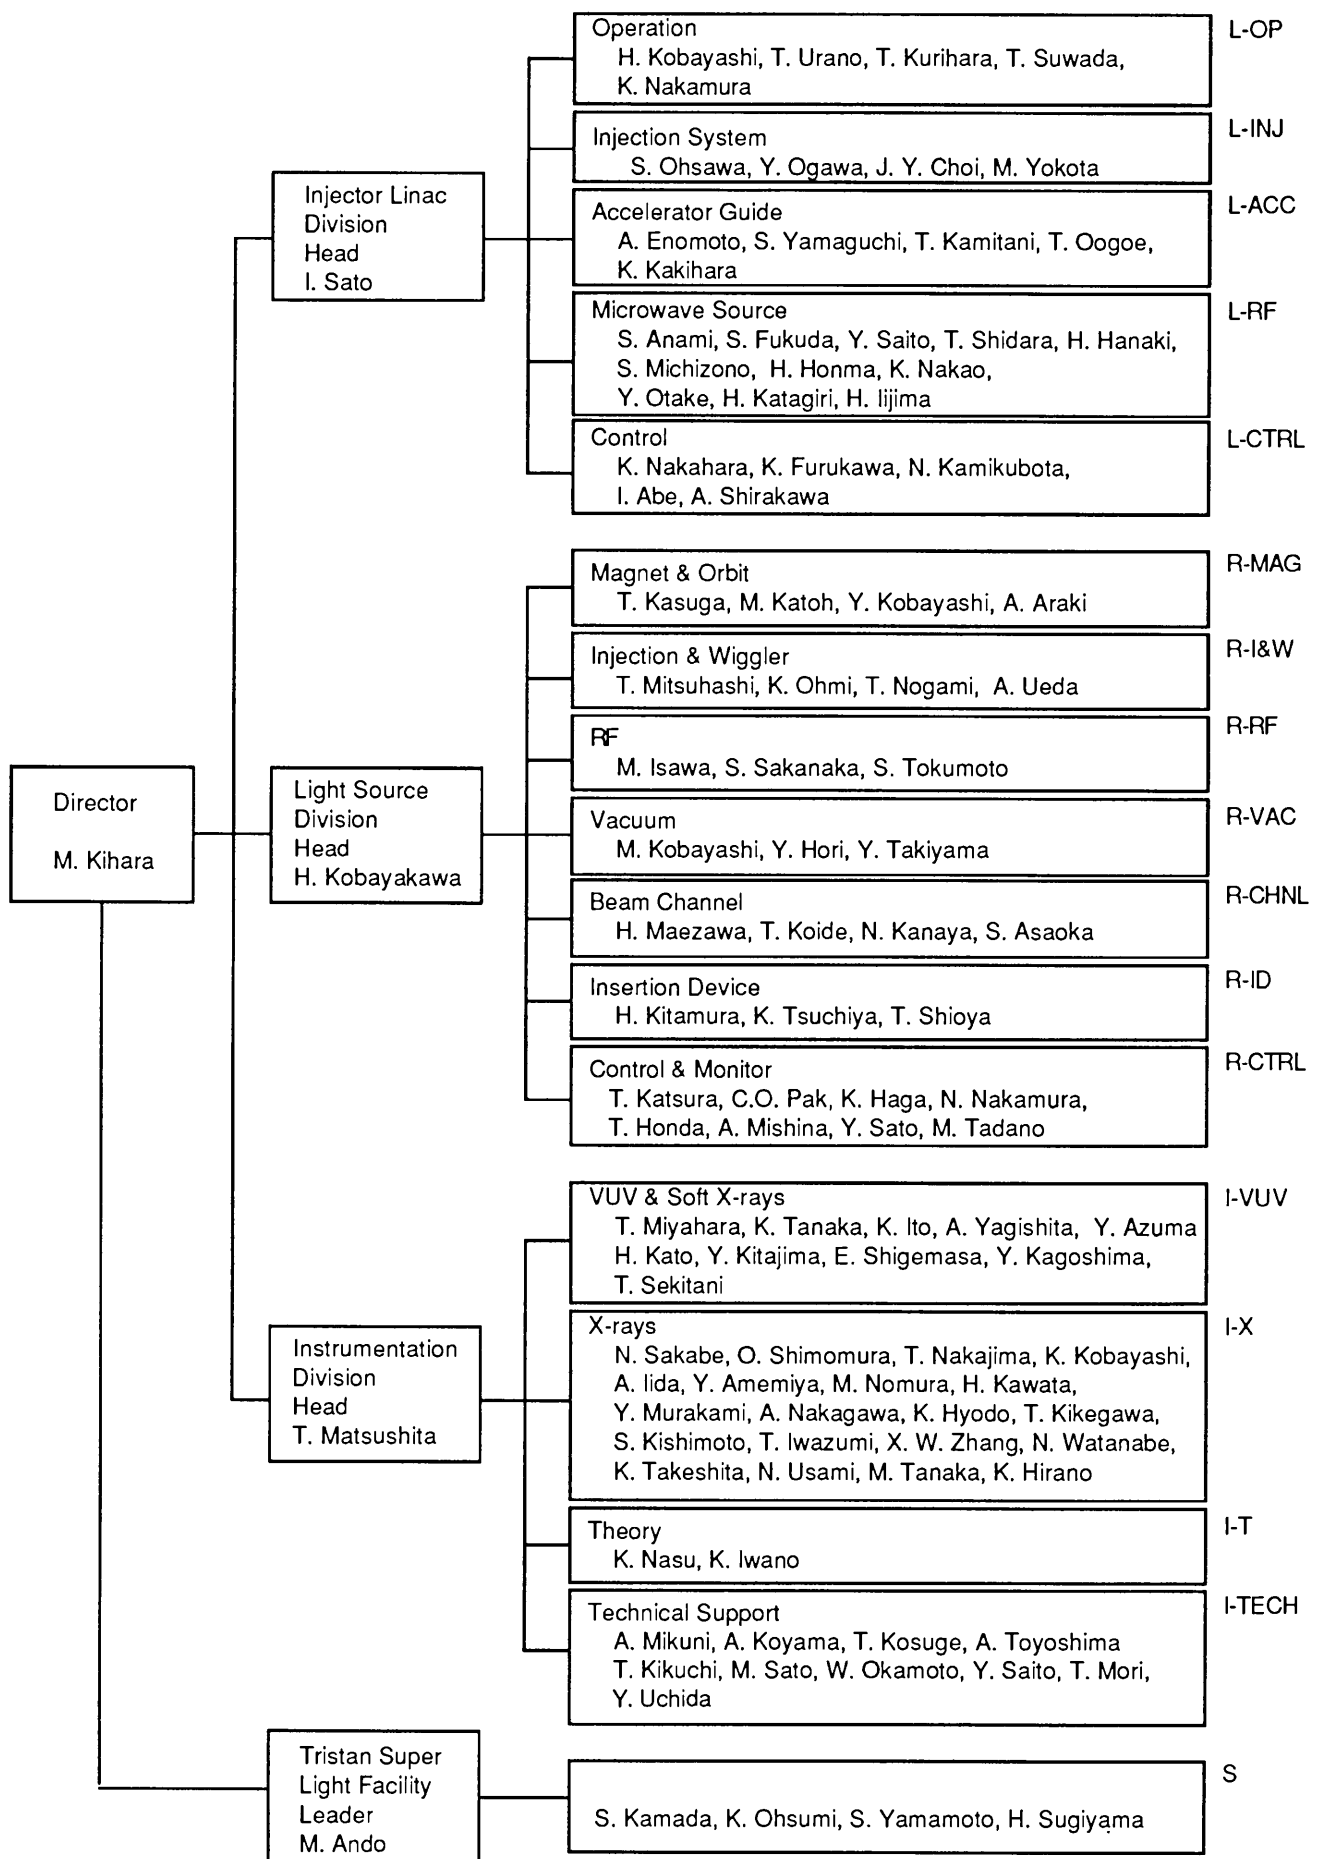 Operation
H. Kobayashi, T. Urano, T. Kurihara, T. Suwada,
K. Nakamura
L-OP
Injection System
S. Ohsawa, Y. Ogawa, J. Y. Choi, M. Yokota
L-INJ
Injector Linac
Division
Head
I. Sato
Accelerator Guide
A. Enomoto, S. Yamaguchi, T. Kamitani, T. Oogoe,
K. Kakihara
L-ACC
Microwave Source
S. Anami, S. Fukuda, Y. Saito, T. Shidara, H. Hanaki,
S. Michizono, H. Honma, K. Nakao,
Y. Otake, H. Katagiri, H. Iijima
L-RF
Control
K. Nakahara, K. Furukawa, N. Kamikubota,
I. Abe, A. Shirakawa
L-CTRL
Magnet & Orbit
T. Kasuga, M. Katoh, Y. Kobayashi, A. Araki
R-MAG
Injection & Wiggler
T. Mitsuhashi, K. Ohmi, T. Nogami, A. Ueda
R-I&W
RF
M. Isawa, S. Sakanaka, S. Tokumoto
R-RF
Director
M. Kihara
Light Source
Division
Head
H. Kobayakawa
Vacuum
M. Kobayashi, Y. Hori, Y. Takiyama
R-VAC
Beam Channel
H. Maezawa, T. Koide, N. Kanaya, S. Asaoka
R-CHNL
Insertion Device
H. Kitamura, K. Tsuchiya, T. Shioya
R-ID
Control & Monitor
T. Katsura, C.O. Pak, K. Haga, N. Nakamura,
T. Honda, A. Mishina, Y. Sato, M. Tadano
R-CTRL
VUV & Soft X-rays
T. Miyahara, K. Tanaka, K. Ito, A. Yagishita, Y. Azuma
H. Kato, Y. Kitajima, E. Shigemasa, Y. Kagoshima,
T. Sekitani
I-VUV
Instrumentation
Division
Head
T. Matsushita
X-rays
N. Sakabe, O. Shimomura, T. Nakajima, K. Kobayashi,
A. Iida, Y. Amemiya, M. Nomura, H. Kawata,
Y. Murakami, A. Nakagawa, K. Hyodo, T. Kikegawa,
S. Kishimoto, T. Iwazumi, X. W. Zhang, N. Watanabe,
K. Takeshita, N. Usami, M. Tanaka, K. Hirano
I-X
Theory
K. Nasu, K. Iwano
I-T
Technical Support
A. Mikuni, A. Koyama, T. Kosuge, A. Toyoshima
T. Kikuchi, M. Sato, W. Okamoto, Y. Saito, T. Mori,
Y. Uchida
I-TECH
Tristan Super
Light Facility
Leader
M. Ando
S. Kamada, K. Ohsumi, S. Yamamoto, H. Sugiyama
S